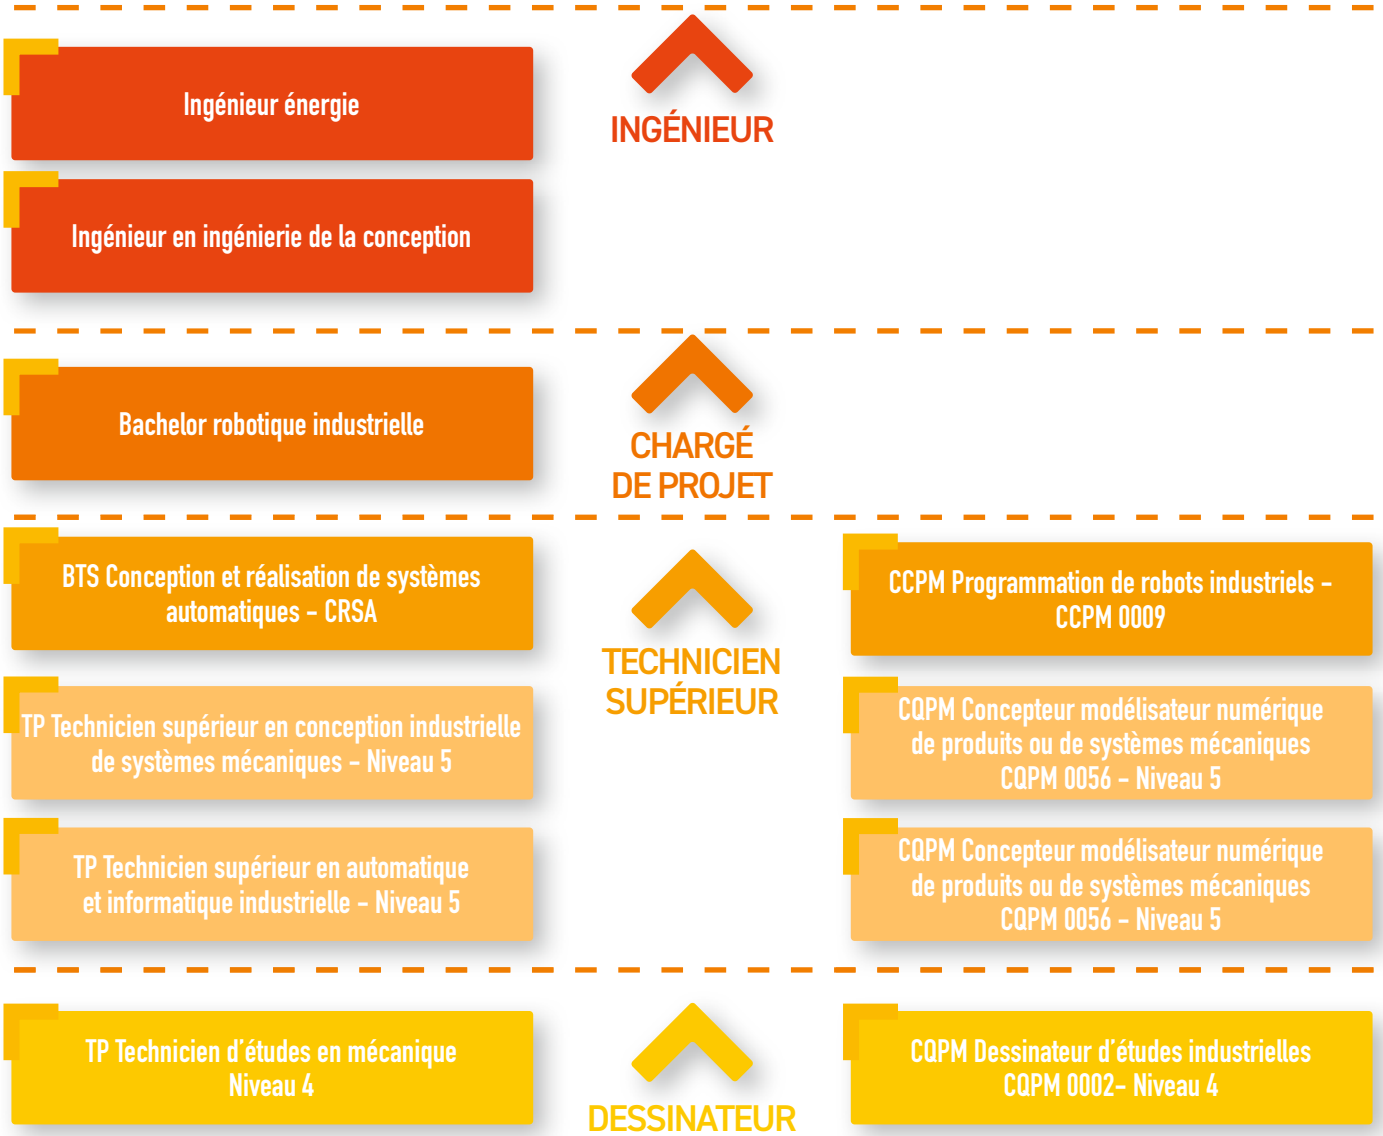 Ingénieur énergie
INGÉNIEUR
Ingénieur en ingénierie de la conception
Bachelor robotique industrielle
CHARGÉ
DE PROJET
BTS Conception et réalisation de systèmes
automatiques – CRSA
TECHNICIEN
SUPÉRIEUR
CCPM Programmation de robots industriels –
CCPM 0009
TP Technicien supérieur en conception industrielle
de systèmes mécaniques – Niveau 5
CQPM Concepteur modélisateur numérique
de produits ou de systèmes mécaniques
CQPM 0056 – Niveau 5
TP Technicien supérieur en automatique
et informatique industrielle – Niveau 5
CQPM Concepteur modélisateur numérique
de produits ou de systèmes mécaniques
CQPM 0056 – Niveau 5
TP Technicien d’études en mécanique
Niveau 4
DESSINATEUR
CQPM Dessinateur d’études industrielles
CQPM 0002– Niveau 4